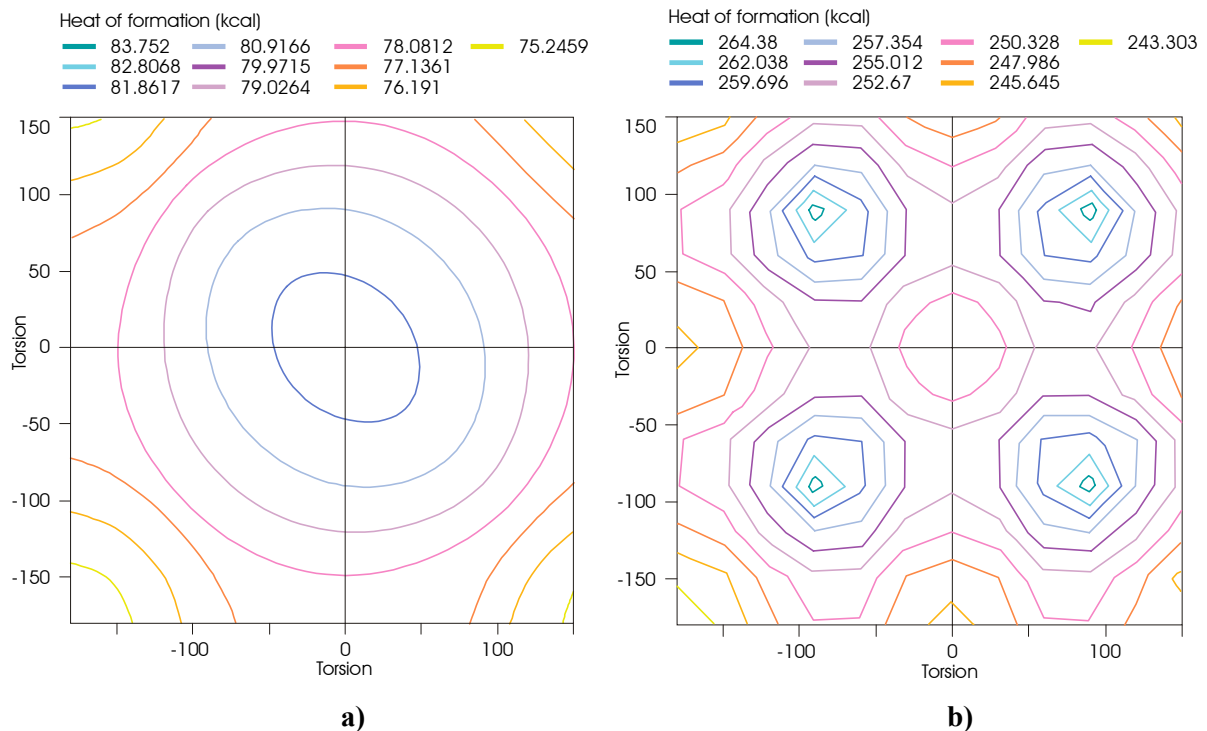 Heat of formation (kcal)
83.752 80.9166 78.0812 75.2459
82.8068 79.9715 77.1361
81.8617 79.0264 76.191
150
100
50
0
-50
-100
-150
Torsion
-100 0 100
Torsion
a)
Heat of formation (kcal)
264.38 257.354 250.328 243.303
262.038 255.012 247.986
259.696 252.67 245.645
150
100
50
0
-50
-100
-150
Torsion
-100 0 100
Torsion
b)